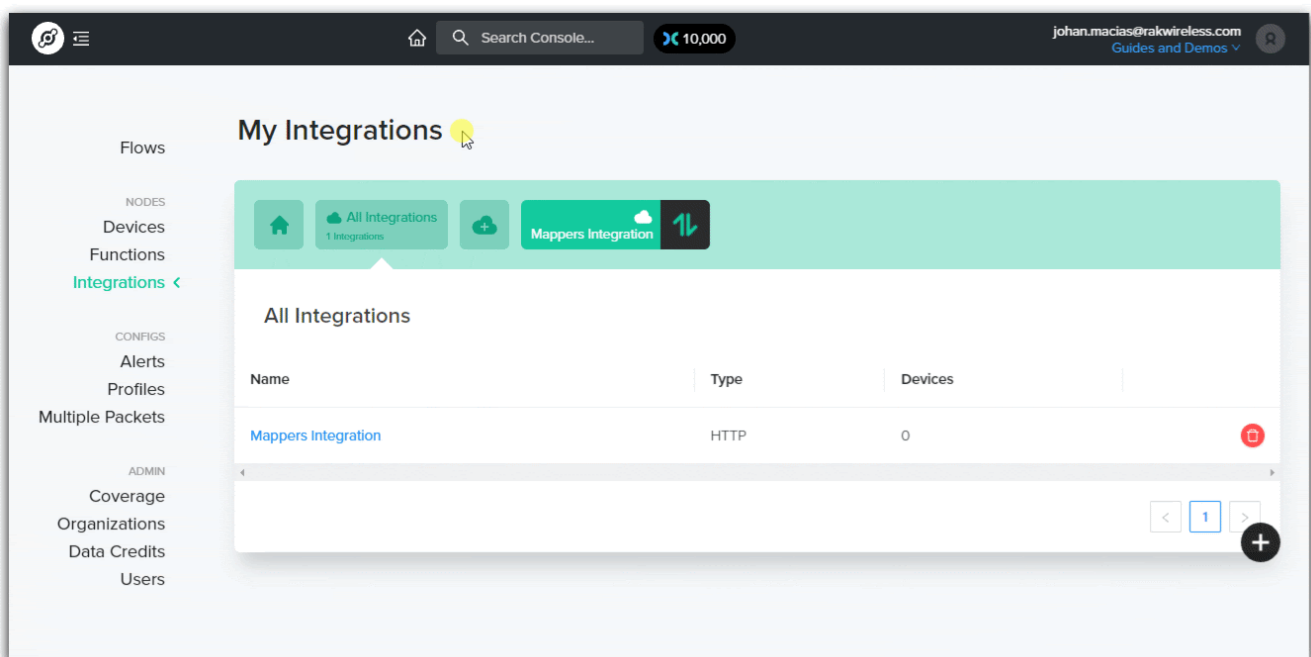 Search Console...
10,000
johan.macias@rakwireless.com
Guides and Demos
My Integrations
Flows
NODES
Devices
Functions
Integrations
CONFIGS
Alerts
Profiles
Multiple Packets
ADMIN
Coverage
Organizations
Data Credits
Users
All Integrations
1 Integrations
Mappers Integration
All Integrations
Name Type Devices
Mappers Integration HTTP 0
< 1 >